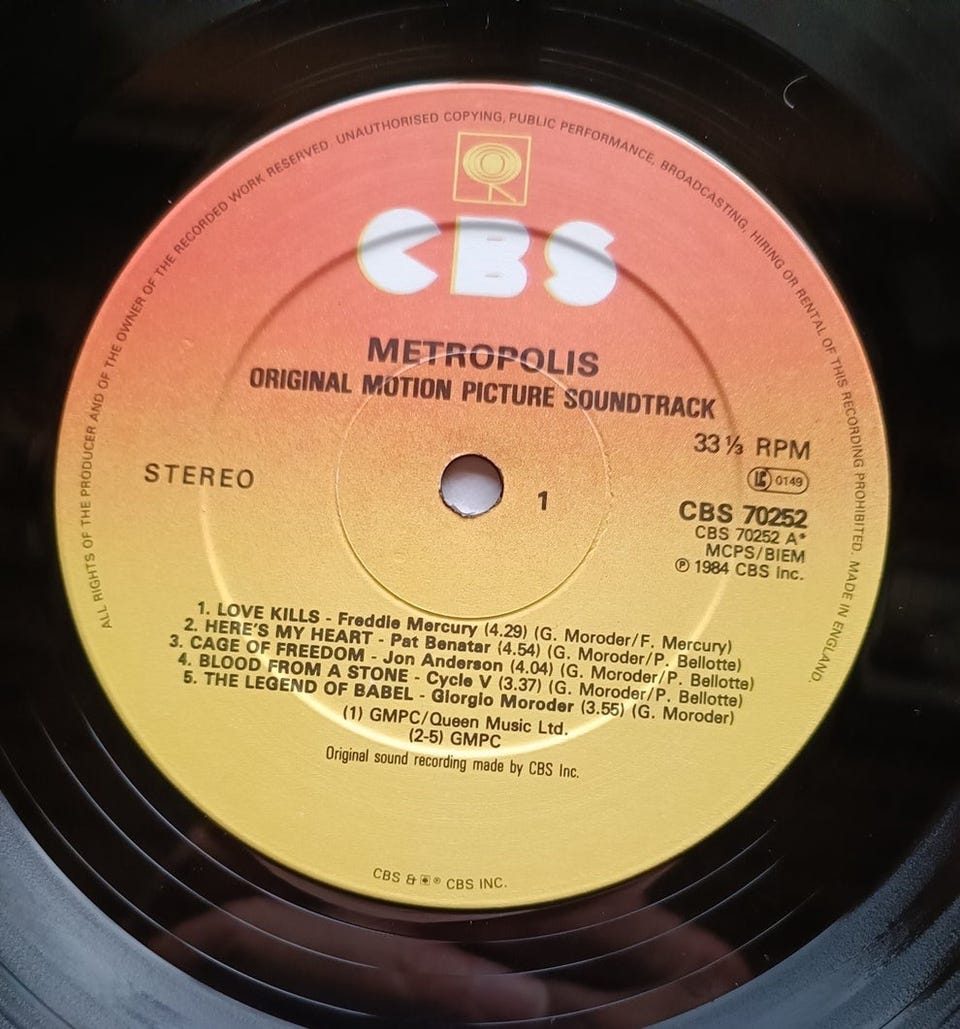 ALL RIGHTS OF THE PRODUCER AND OF THE OWNER OF THE RECORDED WORK RESERVED. UNAUTHORISED COPYING, PUBLIC PERFORMANCE, BROADCASTING, HIRING OR RENTAL OF THIS RECORDING PROHIBITED. MADE IN ENGLAND.
CBS
METROPOLIS
ORIGINAL MOTION PICTURE SOUNDTRACK
33⅓ RPM
STEREO
LC 0149
1
CBS 70252
CBS 70252 A*
MCPS/BIEM
℗ 1984 CBS Inc.
1. LOVE KILLS - Freddie Mercury (4.29) (G. Moroder/F. Mercury)
2. HERE'S MY HEART - Pat Benatar (4.54) (G. Moroder/P. Bellotte)
3. CAGE OF FREEDOM - Jon Anderson (4.04) (G. Moroder/P. Bellotte)
4. BLOOD FROM A STONE - Cycle V (3.37) (G. Moroder/P. Bellotte)
5. THE LEGEND OF BABEL - Giorgio Moroder (3.55) (G. Moroder)
(1) GMPC/Queen Music Ltd.
(2-5) GMPC
Original sound recording made by CBS Inc.
CBS & ® CBS INC.